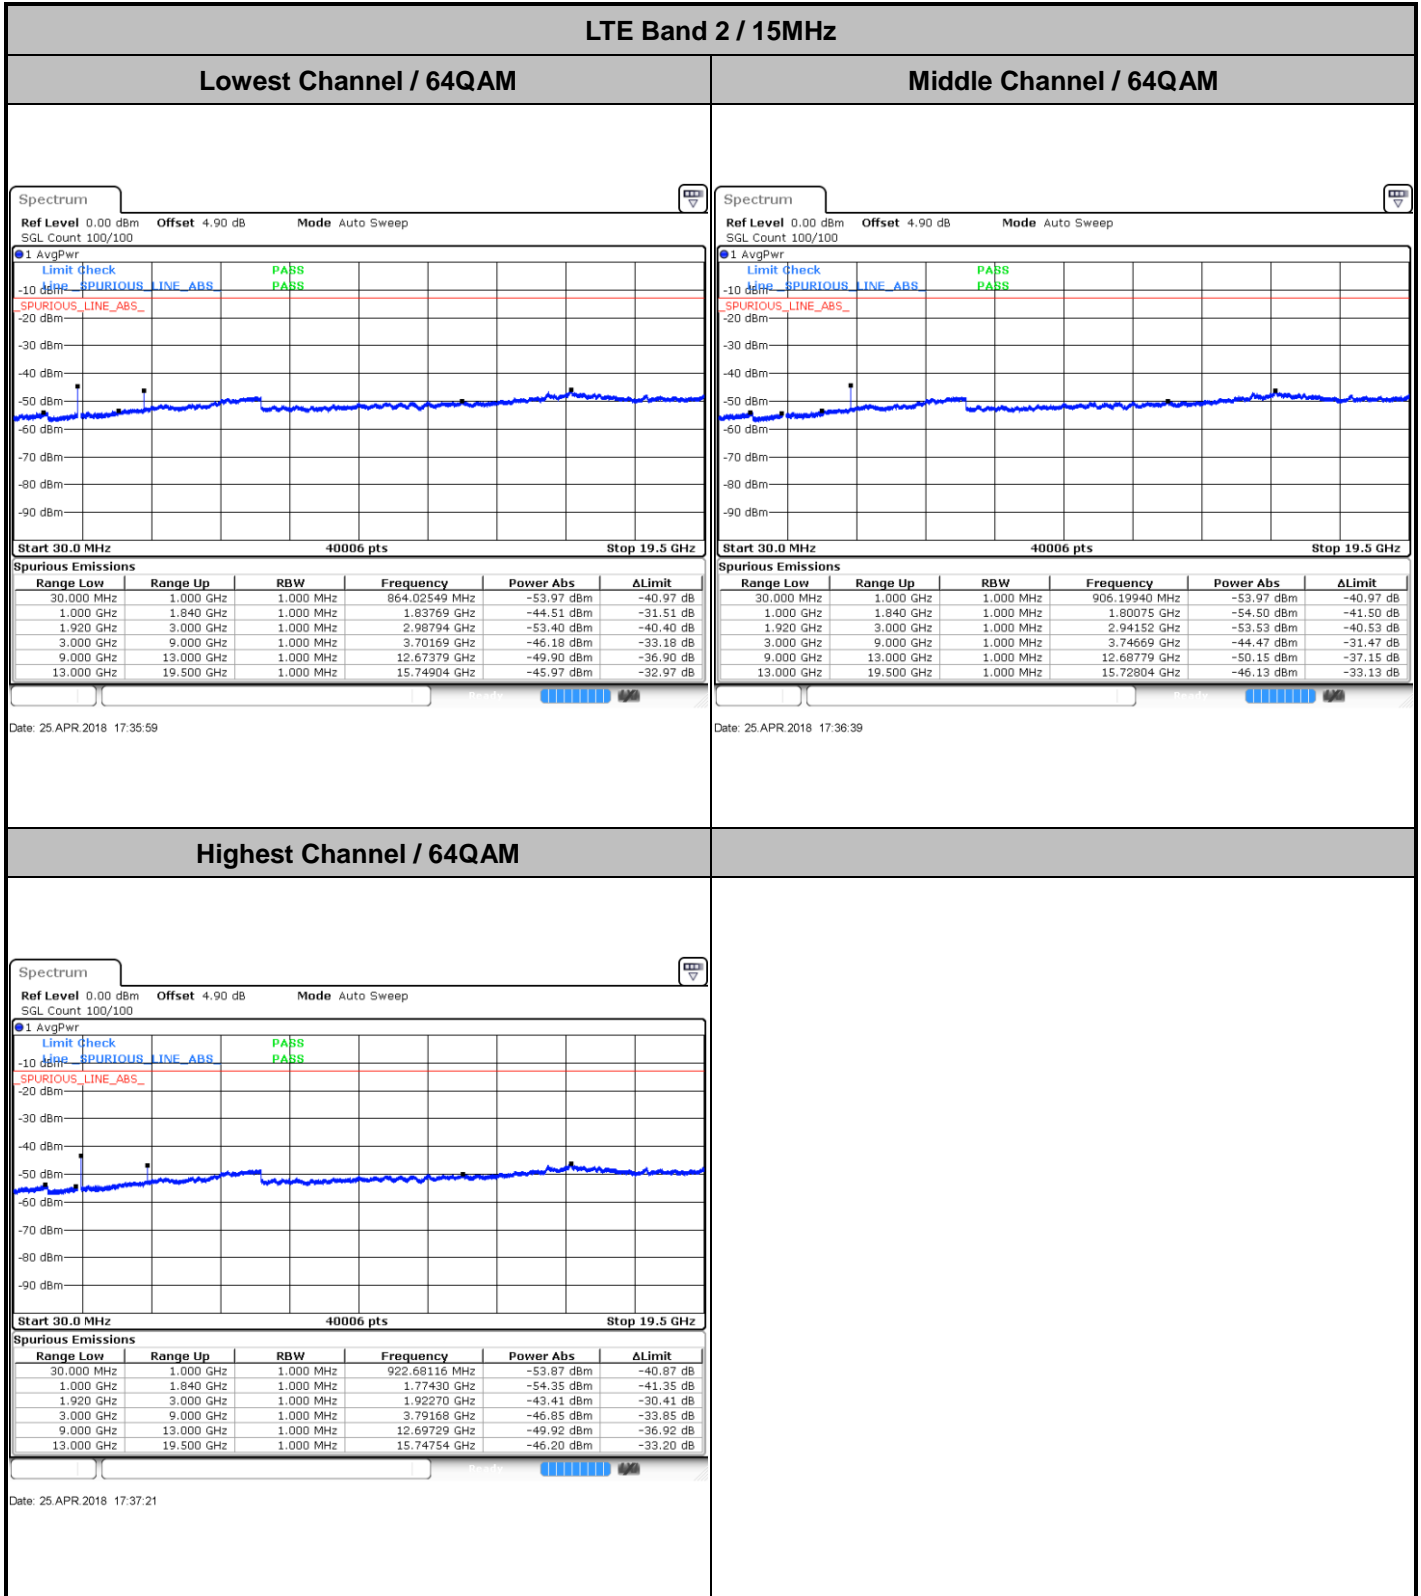 LTE Band 2 / 15MHz
Lowest Channel / 64QAM
Middle Channel / 64QAM
Spectrum
Ref Level 0.00 dBm Offset 4.90 dB Mode Auto Sweep
SGL Count 100/100
1 AvgPwr
Limit Check PASS
Line _SPURIOUS_LINE_ABS_ PASS
-10 dBm
_SPURIOUS_LINE_ABS_
-20 dBm
-30 dBm
-40 dBm
-50 dBm
-60 dBm
-70 dBm
-80 dBm
-90 dBm
Start 30.0 MHz 40006 pts Stop 19.5 GHz
Spurious Emissions
Range Low Range Up RBW Frequency Power Abs ΔLimit
30.000 MHz 1.000 GHz 1.000 MHz 864.02549 MHz -53.97 dBm -40.97 dB
1.000 GHz 1.840 GHz 1.000 MHz 1.83769 GHz -44.51 dBm -31.51 dB
1.920 GHz 3.000 GHz 1.000 MHz 2.98794 GHz -53.40 dBm -40.40 dB
3.000 GHz 9.000 GHz 1.000 MHz 3.70169 GHz -46.18 dBm -33.18 dB
9.000 GHz 13.000 GHz 1.000 MHz 12.67379 GHz -49.90 dBm -36.90 dB
13.000 GHz 19.500 GHz 1.000 MHz 15.74904 GHz -45.97 dBm -32.97 dB
Ready
Date: 25.APR.2018 17:35:59
Spectrum
Ref Level 0.00 dBm Offset 4.90 dB Mode Auto Sweep
SGL Count 100/100
1 AvgPwr
Limit Check PASS
Line _SPURIOUS_LINE_ABS_ PASS
-10 dBm
_SPURIOUS_LINE_ABS_
-20 dBm
-30 dBm
-40 dBm
-50 dBm
-60 dBm
-70 dBm
-80 dBm
-90 dBm
Start 30.0 MHz 40006 pts Stop 19.5 GHz
Spurious Emissions
Range Low Range Up RBW Frequency Power Abs ΔLimit
30.000 MHz 1.000 GHz 1.000 MHz 906.19940 MHz -53.97 dBm -40.97 dB
1.000 GHz 1.840 GHz 1.000 MHz 1.80075 GHz -54.50 dBm -41.50 dB
1.920 GHz 3.000 GHz 1.000 MHz 2.94152 GHz -53.53 dBm -40.53 dB
3.000 GHz 9.000 GHz 1.000 MHz 3.74669 GHz -44.47 dBm -31.47 dB
9.000 GHz 13.000 GHz 1.000 MHz 12.68779 GHz -50.15 dBm -37.15 dB
13.000 GHz 19.500 GHz 1.000 MHz 15.72804 GHz -46.13 dBm -33.13 dB
Ready
Date: 25.APR.2018 17:36:39
Highest Channel / 64QAM
Spectrum
Ref Level 0.00 dBm Offset 4.90 dB Mode Auto Sweep
SGL Count 100/100
1 AvgPwr
Limit Check PASS
Line _SPURIOUS_LINE_ABS_ PASS
-10 dBm
_SPURIOUS_LINE_ABS_
-20 dBm
-30 dBm
-40 dBm
-50 dBm
-60 dBm
-70 dBm
-80 dBm
-90 dBm
Start 30.0 MHz 40006 pts Stop 19.5 GHz
Spurious Emissions
Range Low Range Up RBW Frequency Power Abs ΔLimit
30.000 MHz 1.000 GHz 1.000 MHz 922.68116 MHz -53.87 dBm -40.87 dB
1.000 GHz 1.840 GHz 1.000 MHz 1.77430 GHz -54.35 dBm -41.35 dB
1.920 GHz 3.000 GHz 1.000 MHz 1.92270 GHz -43.41 dBm -30.41 dB
3.000 GHz 9.000 GHz 1.000 MHz 3.79168 GHz -46.85 dBm -33.85 dB
9.000 GHz 13.000 GHz 1.000 MHz 12.69729 GHz -49.92 dBm -36.92 dB
13.000 GHz 19.500 GHz 1.000 MHz 15.74754 GHz -46.20 dBm -33.20 dB
Ready
Date: 25.APR.2018 17:37:21